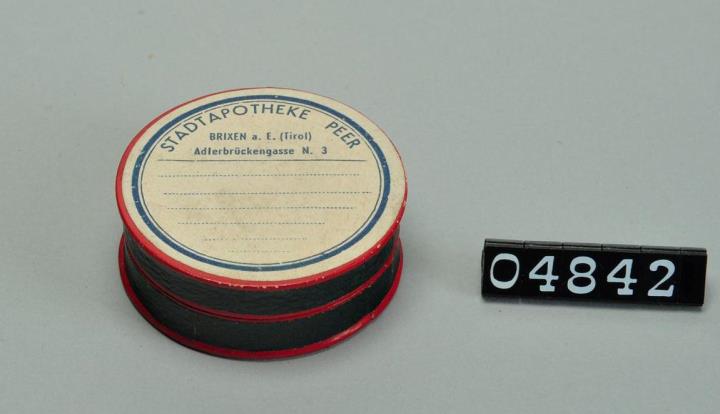 STADTAPOTHEKE PEER
BRIXEN a. E. (Tirol)
Adlerbrückengasse N. 3
04842